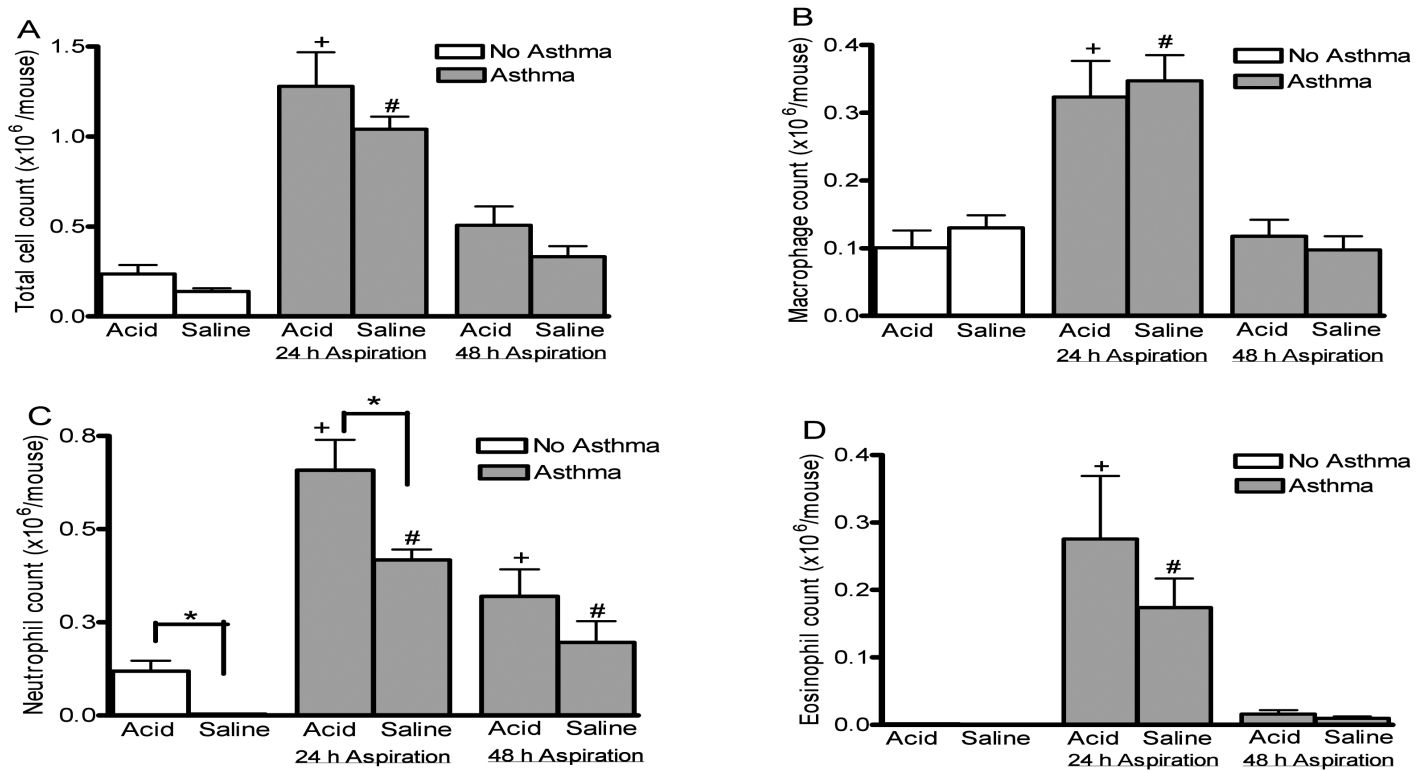 A
Total cell count (x10⁶/mouse)
1.5
1.0
0.5
0.0
+
#
No Asthma
Asthma
Acid Saline Acid Saline Acid Saline
24 h Aspiration 48 h Aspiration
B
Macrophage count (x10⁶/mouse)
0.4
0.3
0.2
0.1
0.0
+
#
No Asthma
Asthma
Acid Saline Acid Saline Acid Saline
24 h Aspiration 48 h Aspiration
C
Neutrophil count (x10⁶/mouse)
0.8
0.5
0.3
0.0
*
+
*
#
+
#
No Asthma
Asthma
Acid Saline Acid Saline Acid Saline
24 h Aspiration 48 h Aspiration
D
Eosinophil count (x10⁶/mouse)
0.4
0.3
0.2
0.1
0.0
+
#
No Asthma
Asthma
Acid Saline Acid Saline Acid Saline
24 h Aspiration 48 h Aspiration